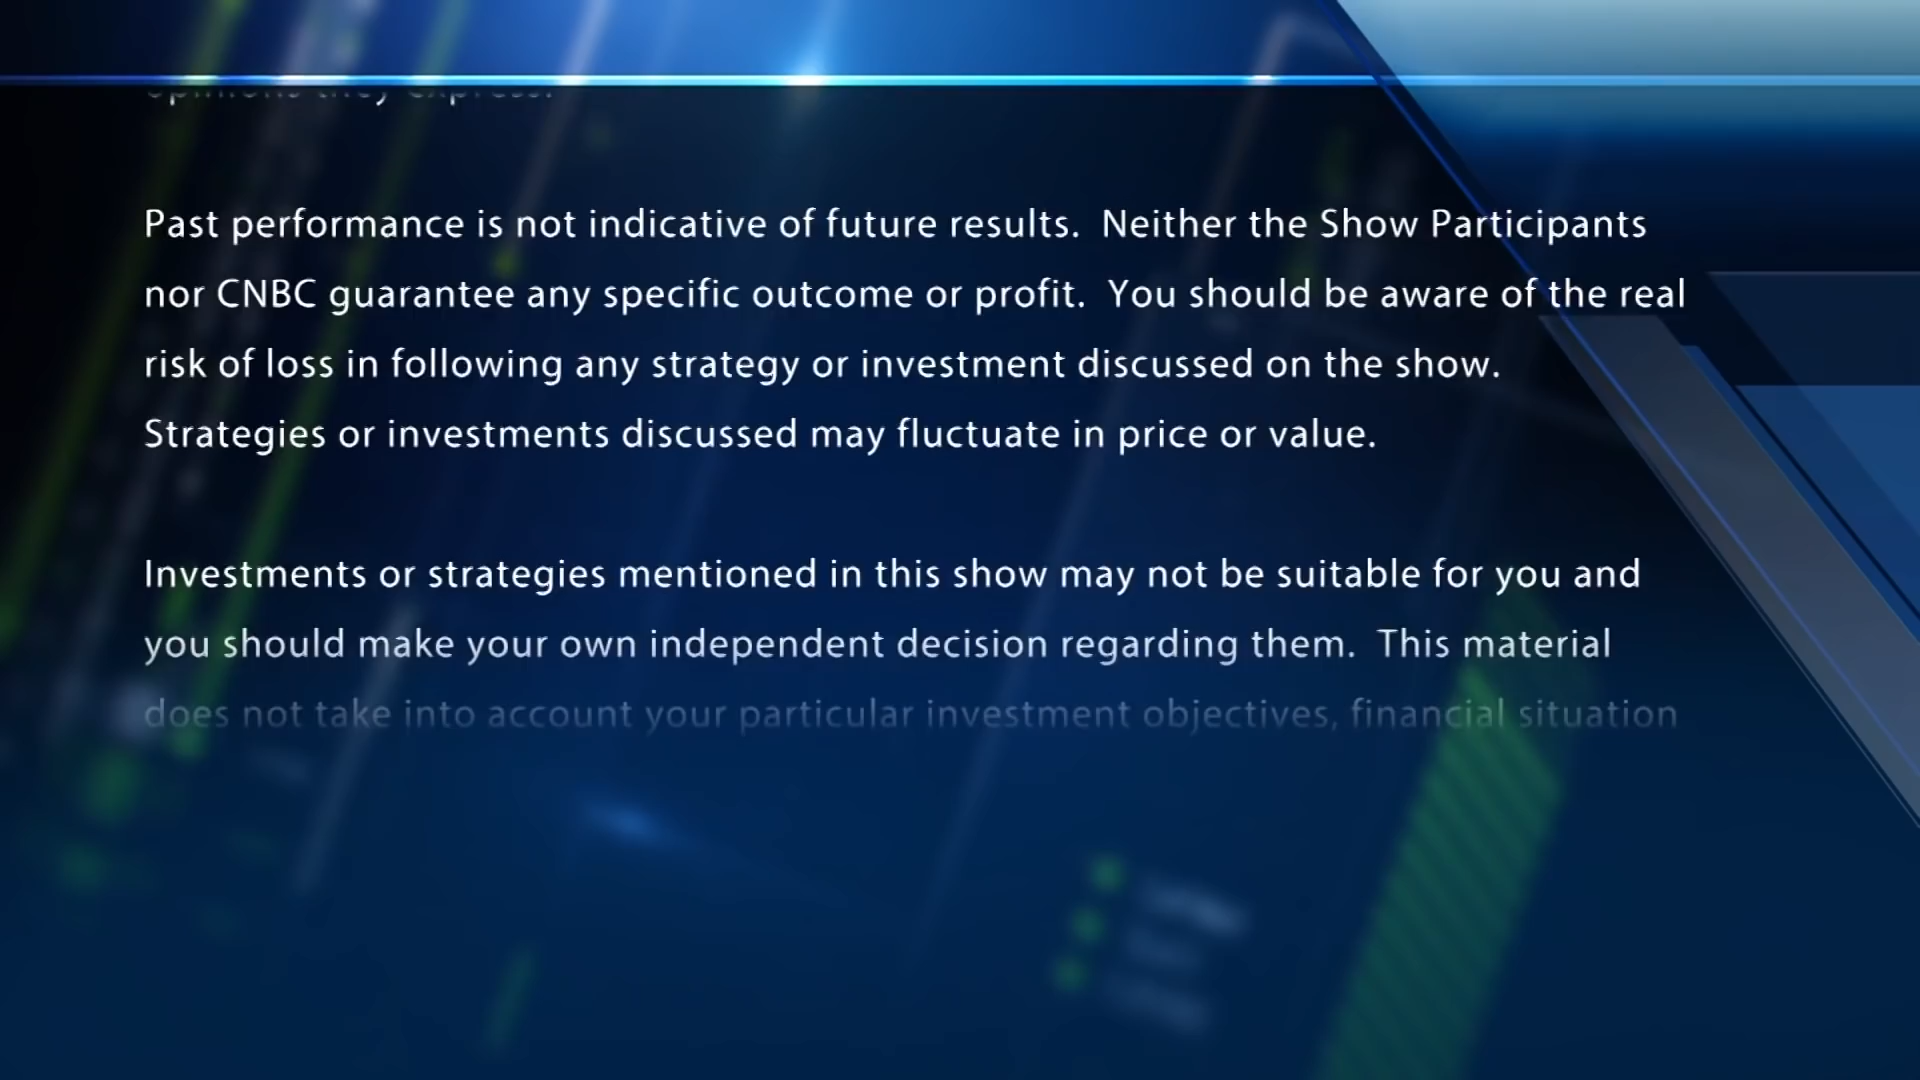 opinions they express.
Past performance is not indicative of future results.  Neither the Show Participants
nor CNBC guarantee any specific outcome or profit.  You should be aware of the real
risk of loss in following any strategy or investment discussed on the show.
Strategies or investments discussed may fluctuate in price or value.
Investments or strategies mentioned in this show may not be suitable for you and
you should make your own independent decision regarding them.  This material
does not take into account your particular investment objectives, financial situation